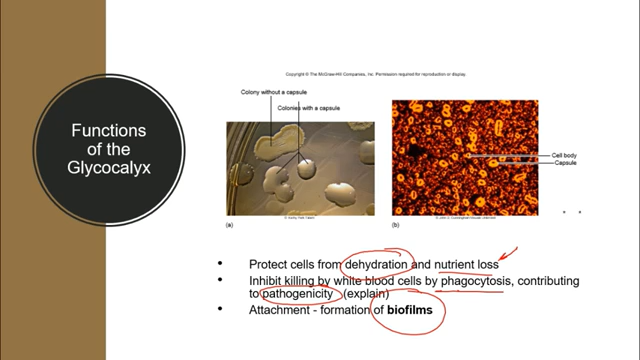 Functions
of the
Glycocalyx
Copyright © The McGraw-Hill Companies, Inc. Permission required for reproduction or display.
Colony without a capsule
Colonies with a capsule
Cell body
Capsule
(a)
(b)
• Protect cells from dehydration and nutrient loss
• Inhibit killing by white blood cells by phagocytosis, contributing
to pathogenicity (explain)
• Attachment - formation of biofilms